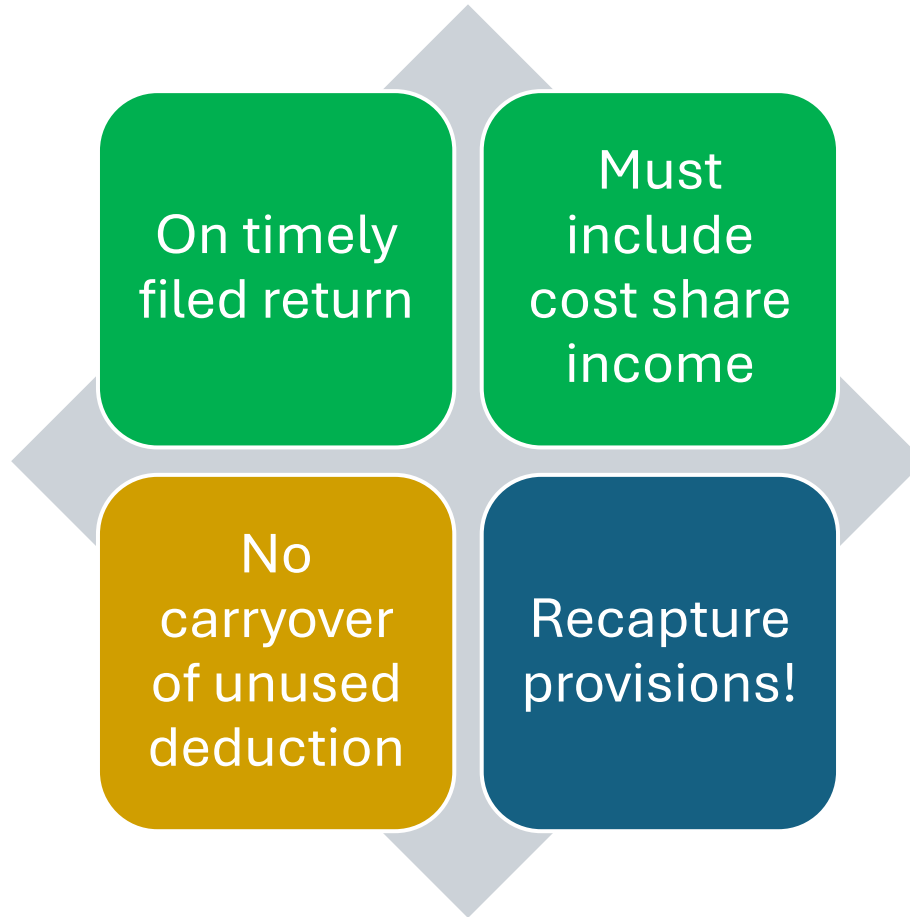 On timely
filed return
Must
include
cost share
income
No
carryover
of unused
deduction
Recapture
provisions!